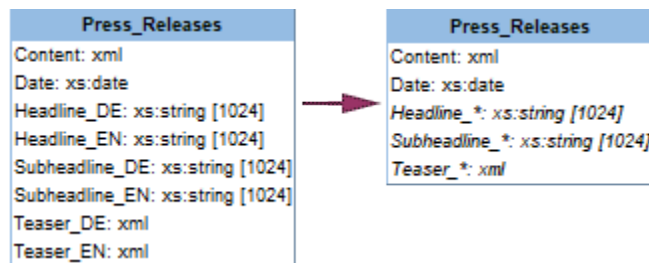 Press_Releases
Content: xml
Date: xs:date
Headline_DE: xs:string [1024]
Headline_EN: xs:string [1024]
Subheadline_DE: xs:string [1024]
Subheadline_EN: xs:string [1024]
Teaser_DE: xml
Teaser_EN: xml
Press_Releases
Content: xml
Date: xs:date
Headline_*: xs:string [1024]
Subheadline_*: xs:string [1024]
Teaser_*: xml